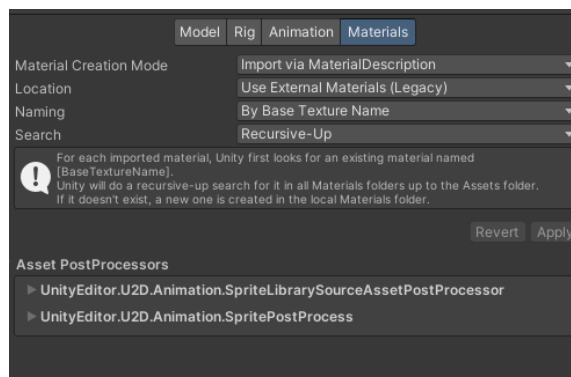 Model Rig Animation Materials
Material Creation Mode Import via MaterialDescription
Location Use External Materials (Legacy)
Naming By Base Texture Name
Search Recursive-Up
For each imported material, Unity first looks for an existing material named
[BaseTextureName].
Unity will do a recursive-up search for it in all Materials folders up to the Assets folder.
If it doesn't exist, a new one is created in the local Materials folder.
Revert Apply
Asset PostProcessors
UnityEditor.U2D.Animation.SpriteLibrarySourceAssetPostProcessor
UnityEditor.U2D.Animation.SpritePostProcess